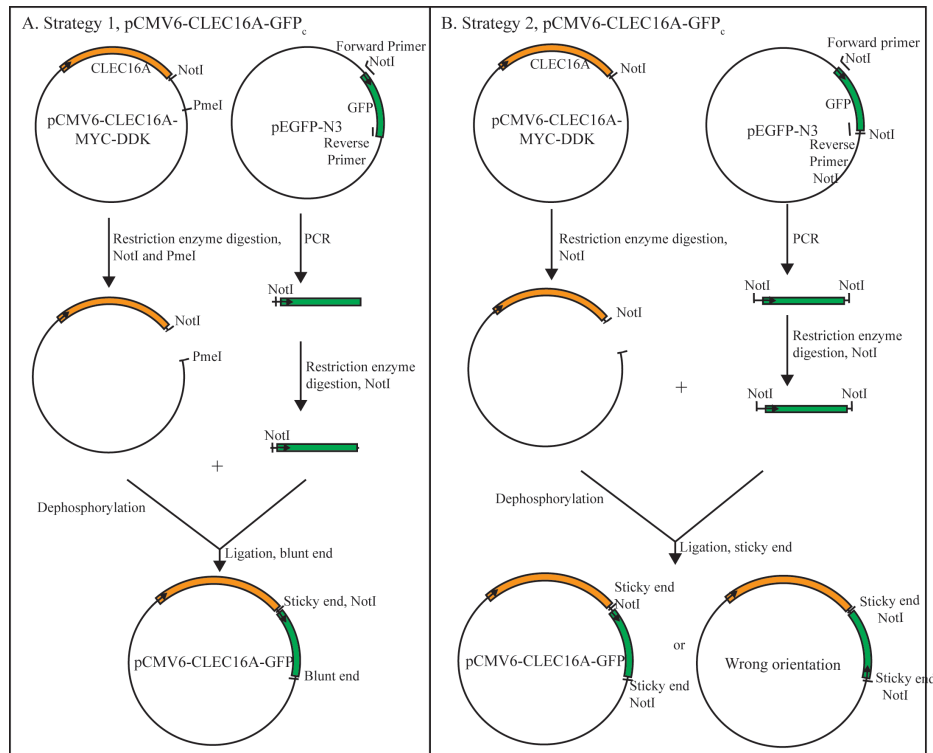 A. Strategy 1, pCMV6-CLEC16A-GFPc
CLEC16A
NotI
PmeI
pCMV6-CLEC16A-
MYC-DDK
Forward Primer
NotI
GFP
pEGFP-N3
Reverse
Primer
Restriction enzyme digestion,
NotI and PmeI
PCR
NotI
NotI
PmeI
Restriction enzyme
digestion, NotI
NotI
+
Dephosphorylation
Ligation, blunt end
Sticky end, NotI
pCMV6-CLEC16A-GFP
Blunt end
B. Strategy 2, pCMV6-CLEC16A-GFPc
CLEC16A
NotI
pCMV6-CLEC16A-
MYC-DDK
Forward primer
NotI
GFP
pEGFP-N3
NotI
Reverse
Primer
NotI
Restriction enzyme digestion,
NotI
PCR
NotI
NotI
NotI
Restriction enzyme
digestion, NotI
+
NotI
NotI
Dephosphorylation
Ligation, sticky end
Sticky end
NotI
pCMV6-CLEC16A-GFP
Sticky end
NotI
or
Sticky end
NotI
Wrong orientation
Sticky end
NotI